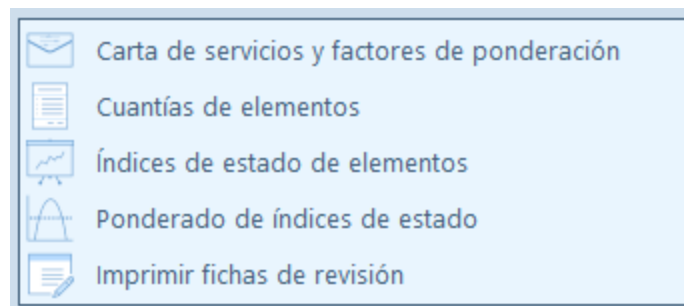 Carta de servicios y factores de ponderación
Cuantías de elementos
Índices de estado de elementos
Ponderado de índices de estado
Imprimir fichas de revisión